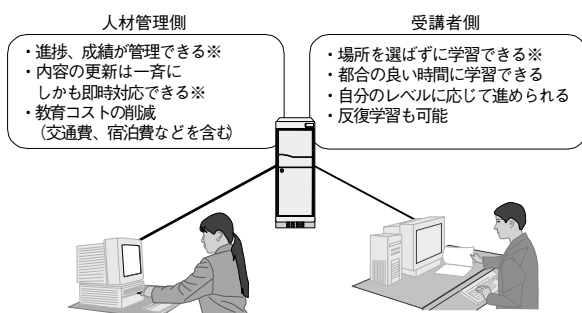 人材管理側
・進捗、成績が管理できる※
・内容の更新は一斉に
しかも即時対応できる※
・教育コストの削減
(交通費、宿泊費などを含む)
受講者側
・場所を選ばずに学習できる※
・都合の良い時間に学習できる
・自分のレベルに応じて進められる
・反復学習も可能